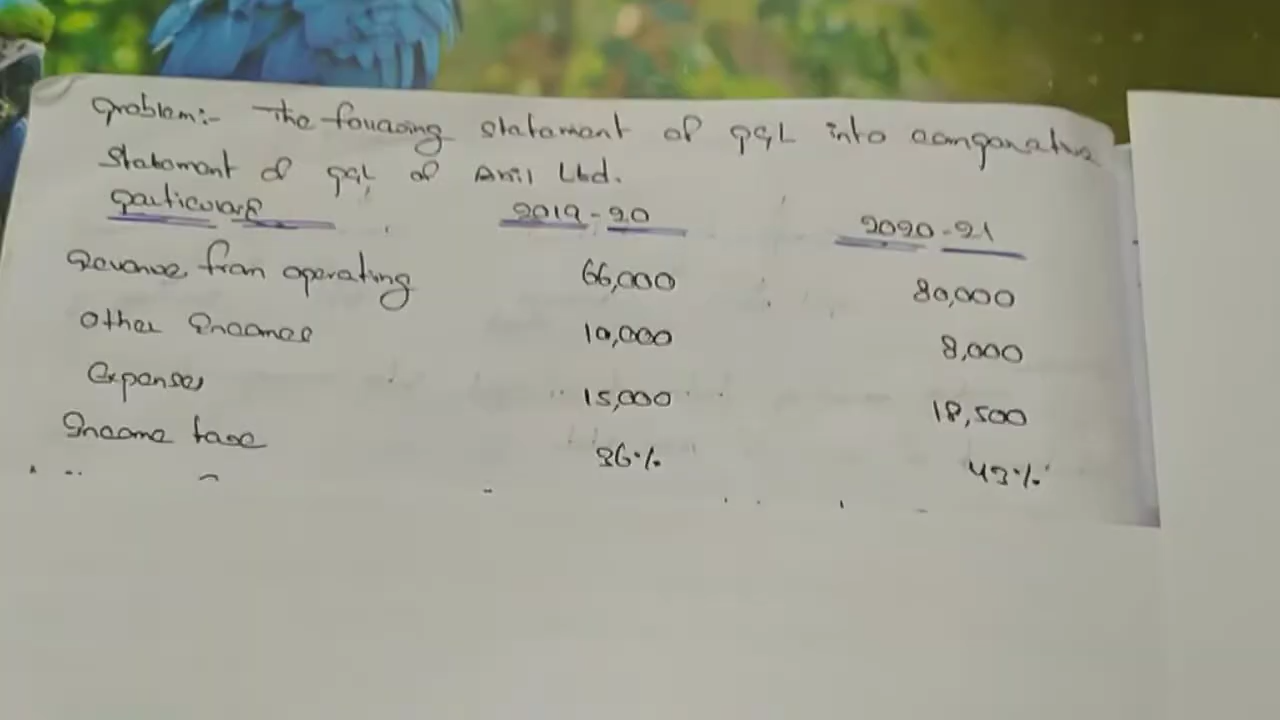 Problem:- The following statement of P&L into comparative
Statement of P&L of Anil Ltd.
Particulars 2019-20 2020-21
Revenue from operating 66,000 80,000
Other Incomes 10,000 8,000
Expenses 15,000 18,500
Income tax 36% 43%